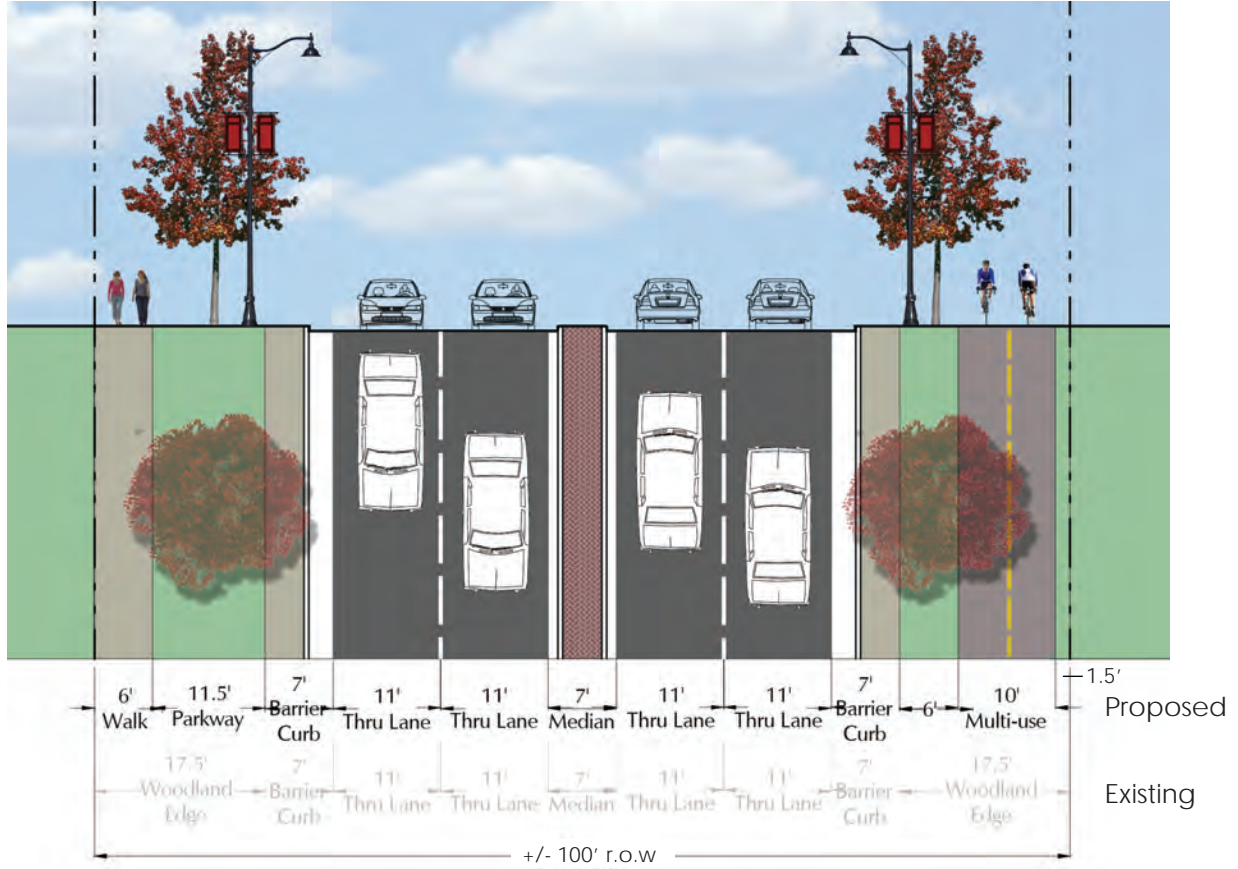 1.5'
6'
Walk
11.5'
Parkway
7'
Barrier
Curb
11'
Thru Lane
11'
Thru Lane
7'
Median
11'
Thru Lane
11'
Thru Lane
7'
Barrier
Curb
6'
10'
Multi-use
Proposed
17.5'
Woodland
Edge
7'
Barrier
Curb
11'
Thru Lane
11'
Thru Lane
7'
Median
11'
Thru Lane
11'
Thru Lane
7'
Barrier
Curb
17.5'
Woodland
Edge
Existing
+/- 100' r.o.w